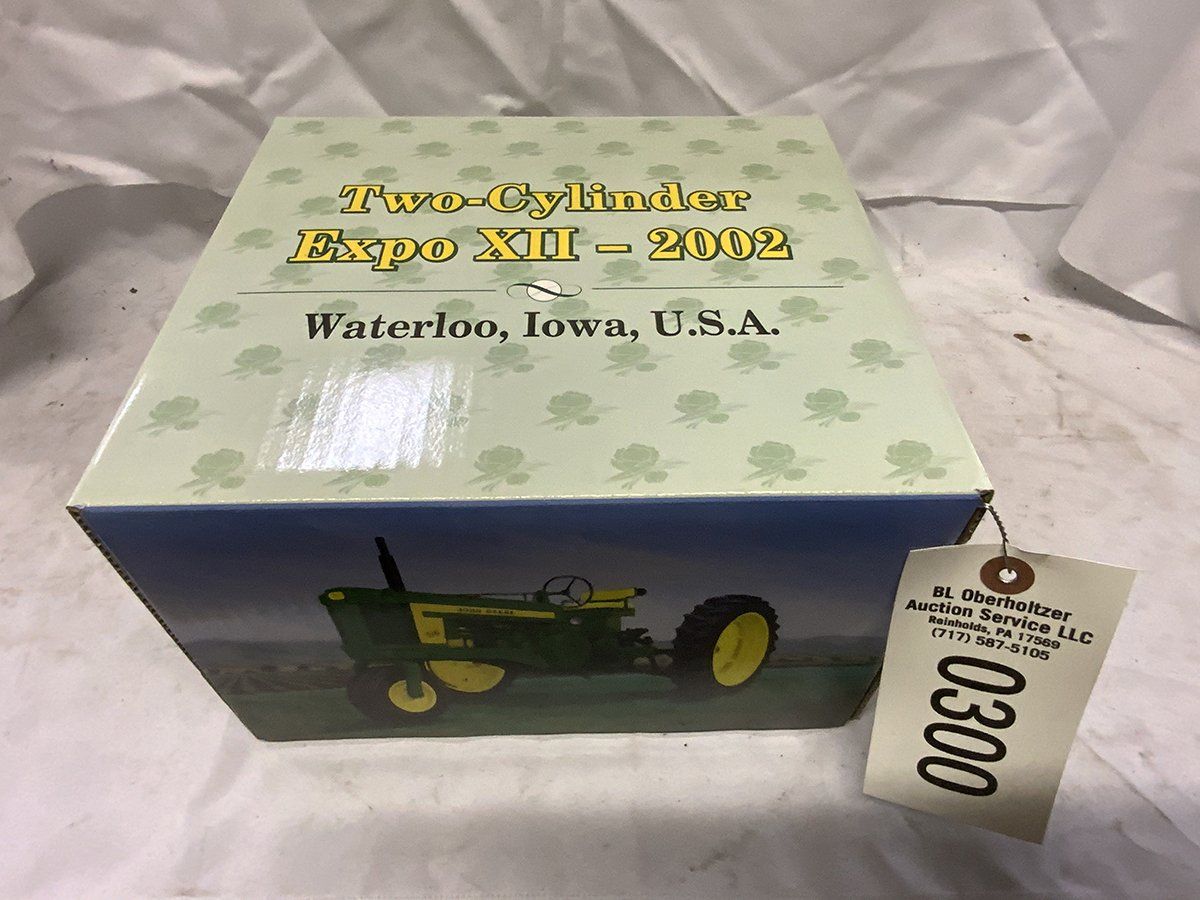 Two-Cylinder
Expo XII – 2002
Waterloo, Iowa, U.S.A.
JOHN DEERE
BL Oberholtzer
Auction Service LLC
Reinholds, PA 17569
(717) 587-5105
0300